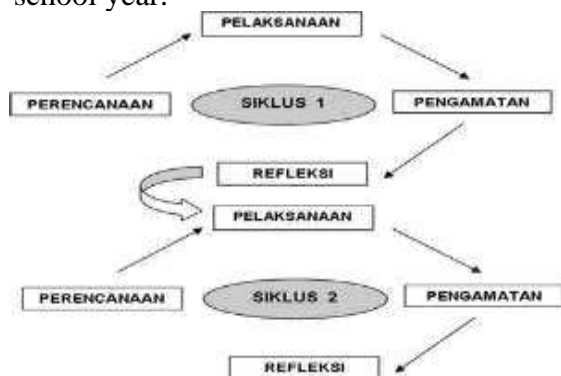 school year.
PELAKSANAAN
PERENCANAAN
SIKLUS 1
PENGAMATAN
REFLEKSI
PELAKSANAAN
PERENCANAAN
SIKLUS 2
PENGAMATAN
REFLEKSI